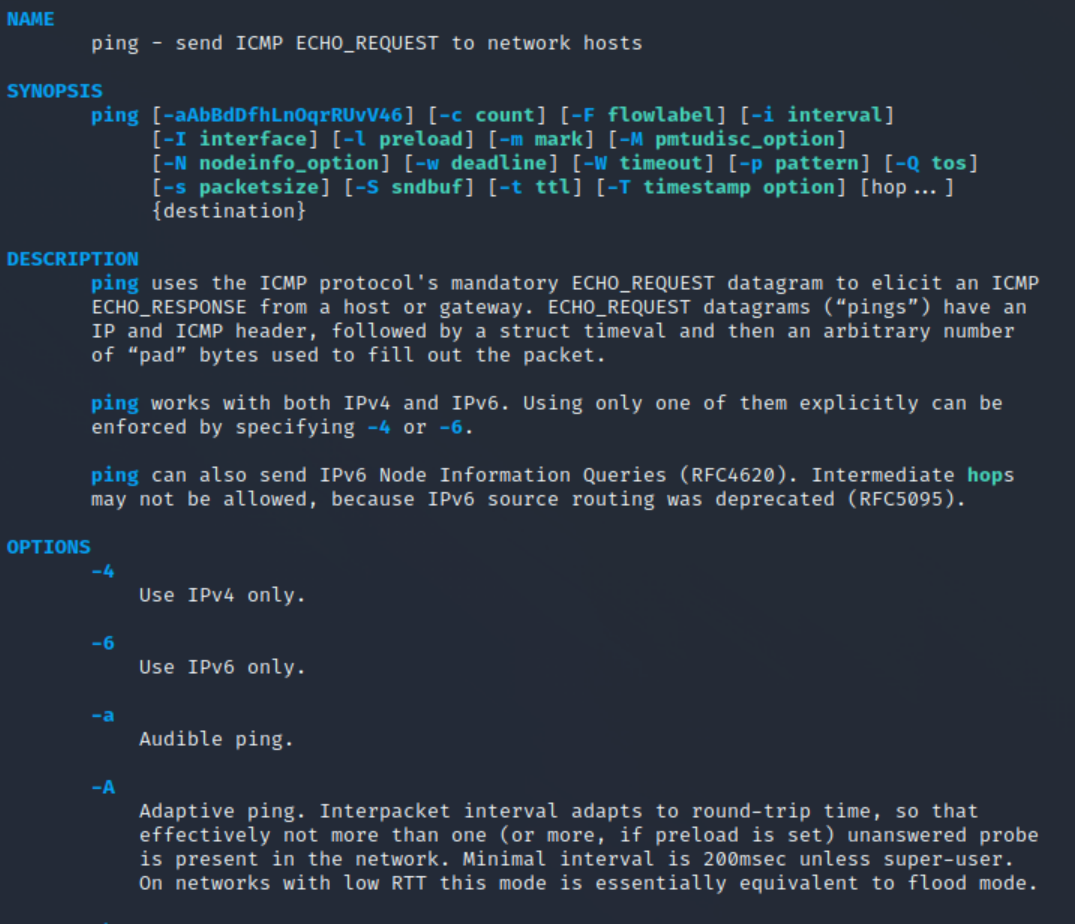 NAME
ping - send ICMP ECHO_REQUEST to network hosts
SYNOPSIS
ping [-aAbBdDfhLnOqrRUvV46] [-c count] [-F flowlabel] [-i interval]
[-I interface] [-l preload] [-m mark] [-M pmtudisc_option]
[-N nodeinfo_option] [-w deadline] [-W timeout] [-p pattern] [-Q tos]
[-s packetsize] [-S sndbuf] [-t ttl] [-T timestamp option] [hop...]
{destination}
DESCRIPTION
ping uses the ICMP protocol's mandatory ECHO_REQUEST datagram to elicit an ICMP
ECHO_RESPONSE from a host or gateway. ECHO_REQUEST datagrams (“pings”) have an
IP and ICMP header, followed by a struct timeval and then an arbitrary number
of “pad” bytes used to fill out the packet.
ping works with both IPv4 and IPv6. Using only one of them explicitly can be
enforced by specifying -4 or -6.
ping can also send IPv6 Node Information Queries (RFC4620). Intermediate hops
may not be allowed, because IPv6 source routing was deprecated (RFC5095).
OPTIONS
-4
Use IPv4 only.
-6
Use IPv6 only.
-a
Audible ping.
-A
Adaptive ping. Interpacket interval adapts to round-trip time, so that
effectively not more than one (or more, if preload is set) unanswered probe
is present in the network. Minimal interval is 200msec unless super-user.
On networks with low RTT this mode is essentially equivalent to flood mode.